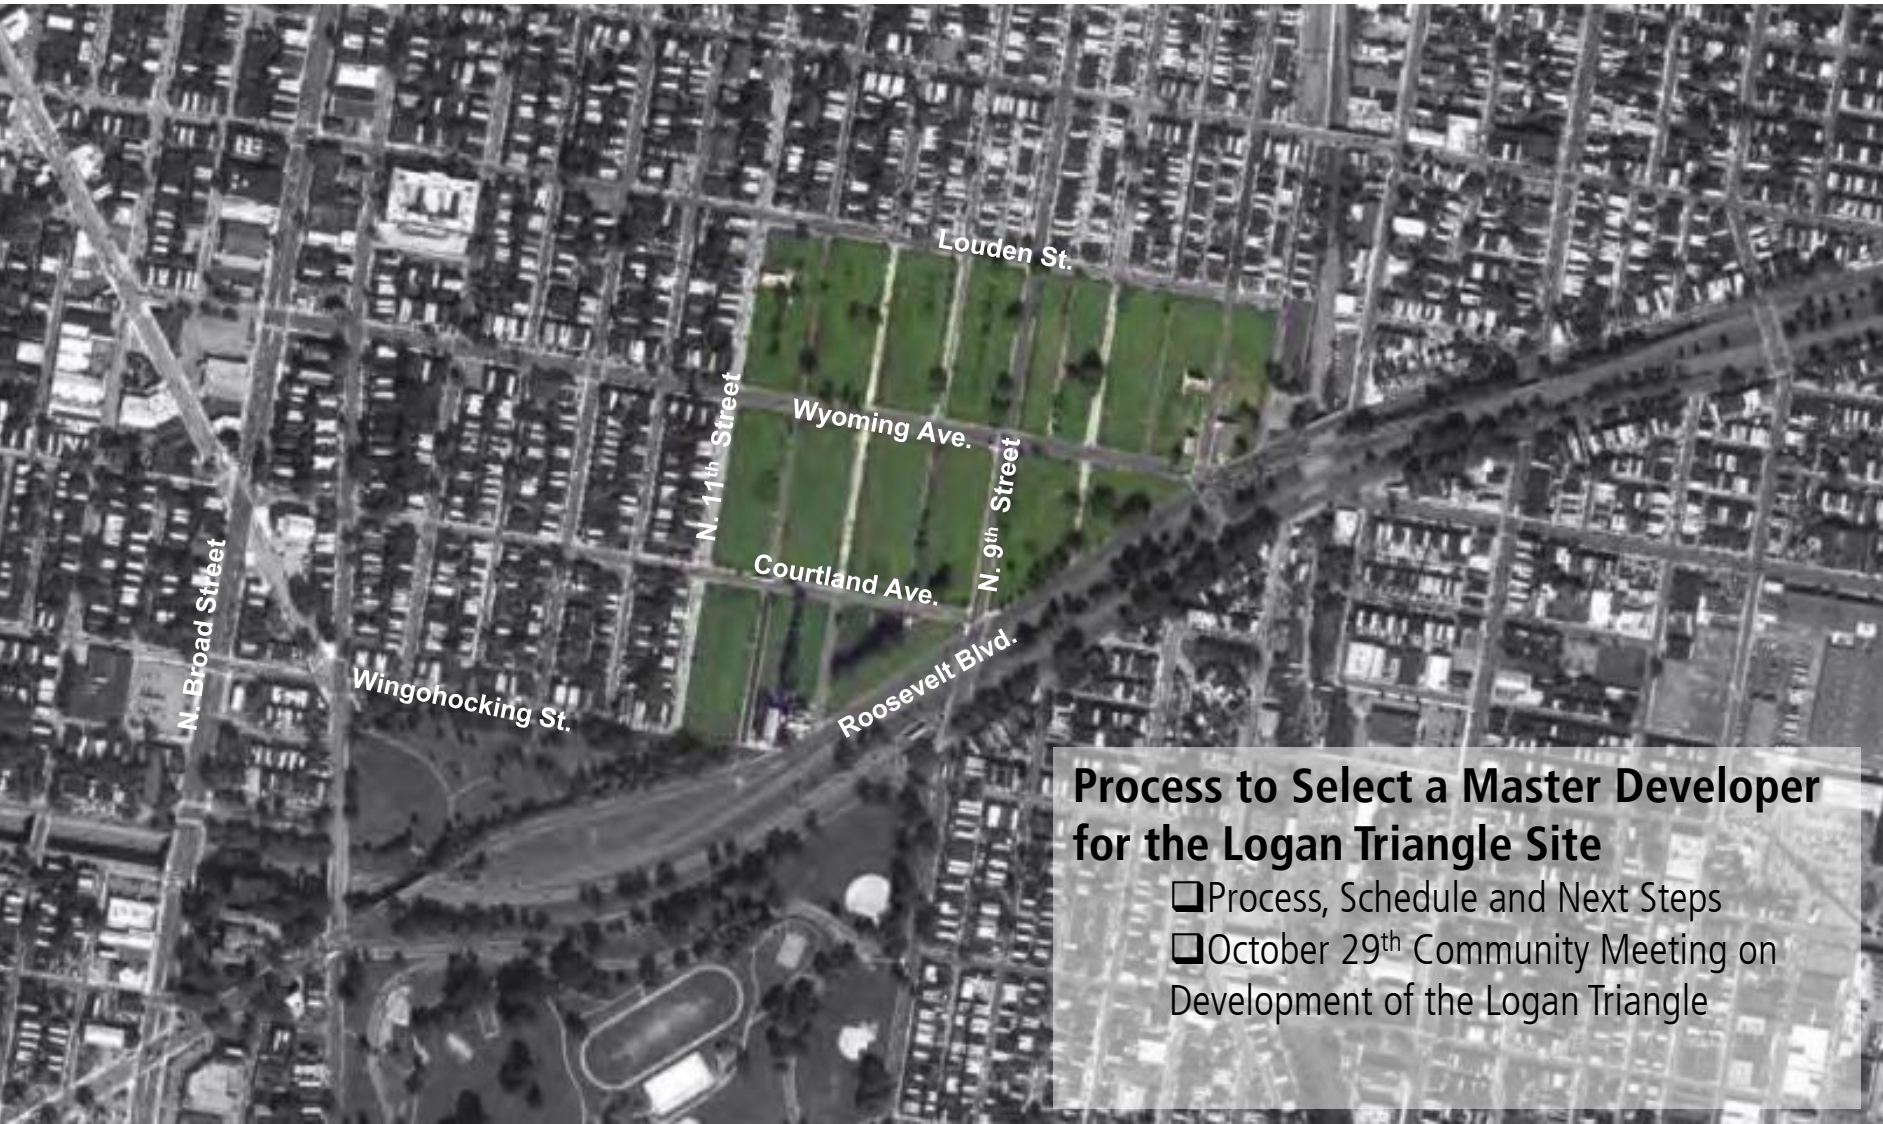 Louden St.
Wyoming Ave.
N. 11th Street
N. 9th Street
Courtland Ave.
N. Broad Street
Roosevelt Blvd.
Wingohocking St.
Process to Select a Master Developer
for the Logan Triangle Site
❑Process, Schedule and Next Steps
❑October 29th Community Meeting on
Development of the Logan Triangle